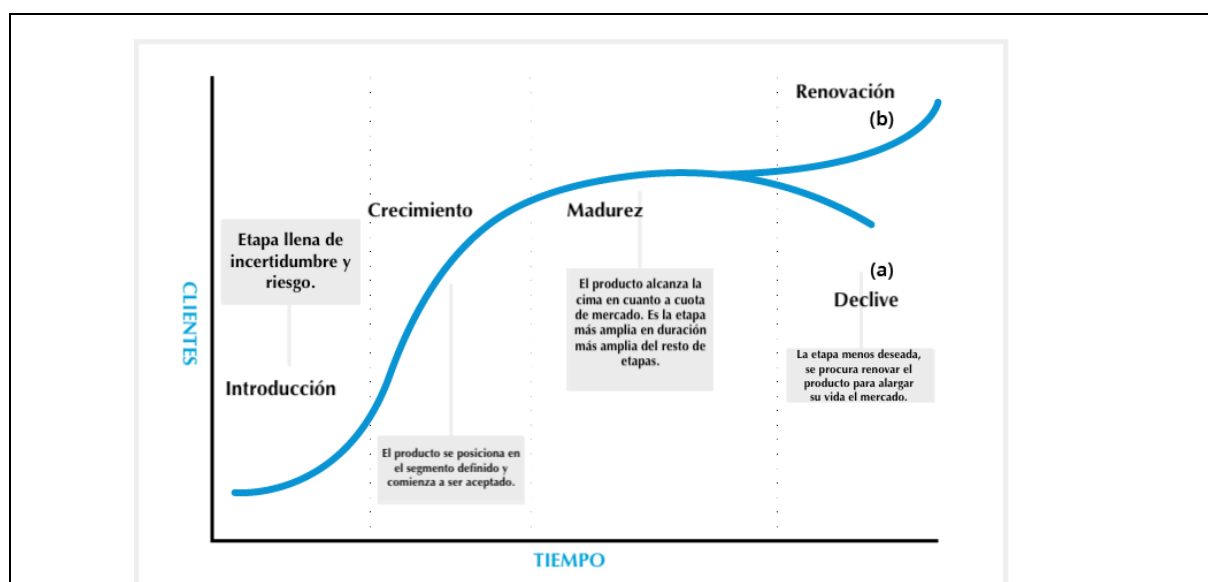 Renovación
(b)
Crecimiento
Madurez
Etapa llena de
incertidumbre y
riesgo.
(a)
Declive
El producto alcanza la
cima en cuanto a cuota
de mercado. Es la etapa
más amplia en duración
más amplia del resto de
etapas.
CLIENTES
La etapa menos deseada,
se procura renovar el
producto para alargar
su vida el mercado.
Introducción
El producto se posiciona en
el segmento definido y
comienza a ser aceptado.
TIEMPO